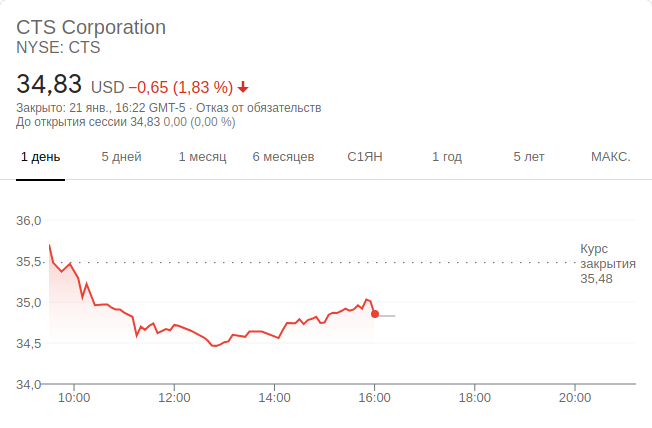 CTS Corporation
NYSE: CTS
34,83 USD −0,65 (1,83 %)
Закрыто: 21 янв., 16:22 GMT-5 · Отказ от обязательств
До открытия сессии 34,83 0,00 (0,00 %)
1 день 5 дней 1 месяц 6 месяцев С1ЯН 1 год 5 лет МАКС.
36,0
35,5
35,0
34,5
34,0
Курс
закрытия
35,48
10:00 12:00 14:00 16:00 18:00 20:00